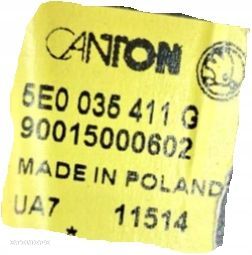 CANTON
5E0 035 411 G
90015000602
MADE IN POLAND
UA7 11514
*